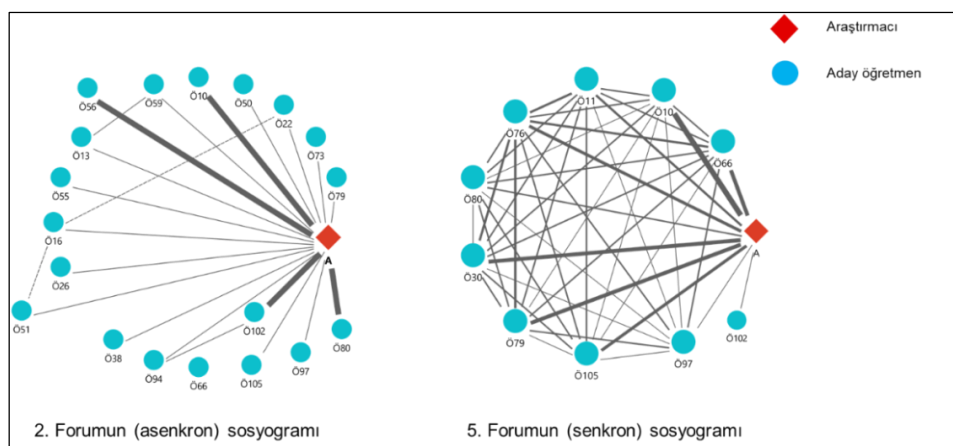 Araştırmacı
Aday öğretmen
Ö56
Ö59
Ö10
Ö50
Ö22
Ö73
Ö79
Ö13
Ö55
Ö16
Ö26
Ö51
A
Ö102
Ö80
Ö38
Ö94
Ö66
Ö105
Ö97
2. Forumun (asenkron) sosyogramı
Ö11
Ö10
Ö76
Ö66
Ö80
Ö30
A
Ö79
Ö102
Ö105
Ö97
5. Forumun (senkron) sosyogramı